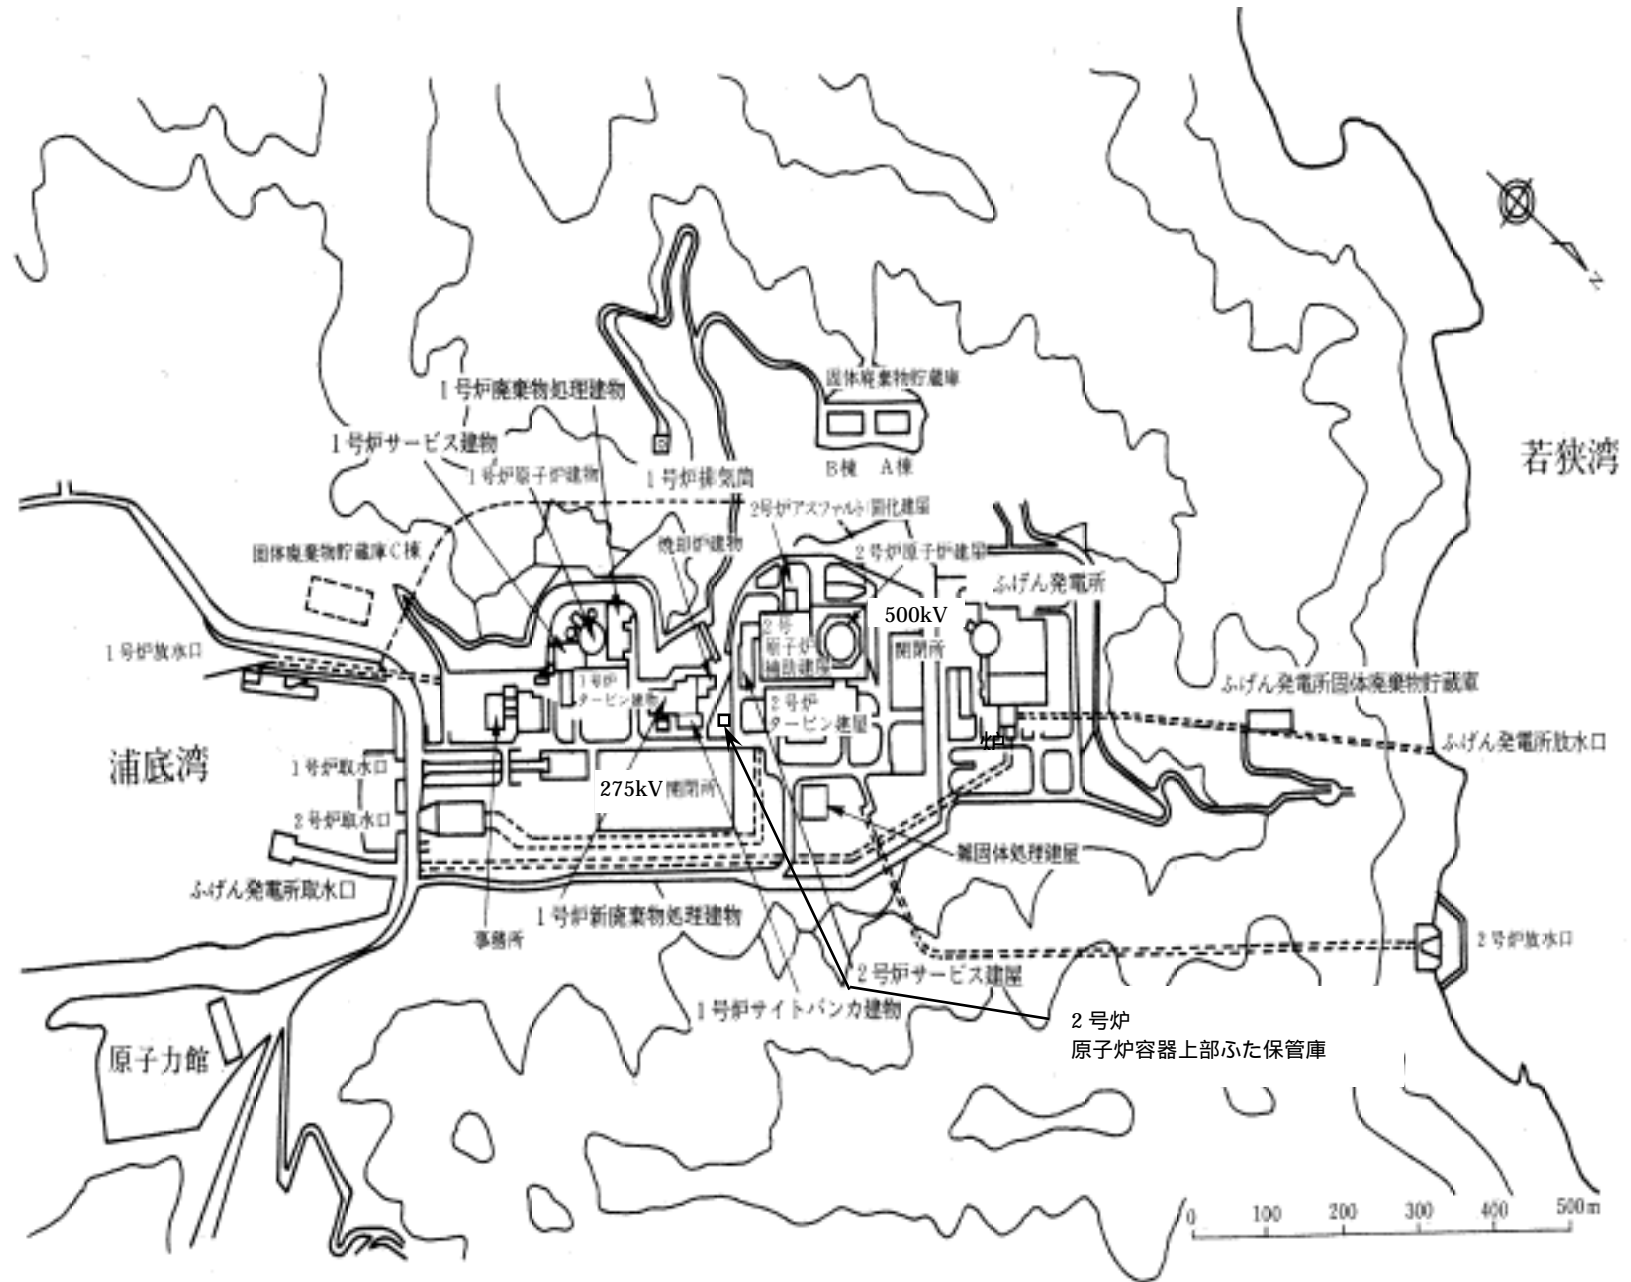 固体廃棄物貯蔵庫
1号炉廃棄物処理建物
1号炉サービス建物
1号炉原子炉建物
1号炉排気筒
B棟 A棟
若狭湾
N
2号炉アスファルト固化建屋
固体廃棄物貯蔵庫C棟
焼却炉建物
2号炉原子炉建屋
ふげん発電所
500kV
開閉所
2号
原子炉
補助建屋
1号炉放水口
1号炉
タービン建物
2号炉
タービン建屋
ふげん発電所固体廃棄物貯蔵庫
炉
ふげん発電所放水口
浦底湾
1号炉取水口
275kV 開閉所
2号炉取水口
雑固体処理建屋
ふげん発電所取水口
1号炉新廃棄物処理建物
事務所
2号炉放水口
2号炉サービス建屋
1号炉サイトバンカ建物
2号炉
原子炉容器上部ふた保管庫
原子力館
0 100 200 300 400 500m